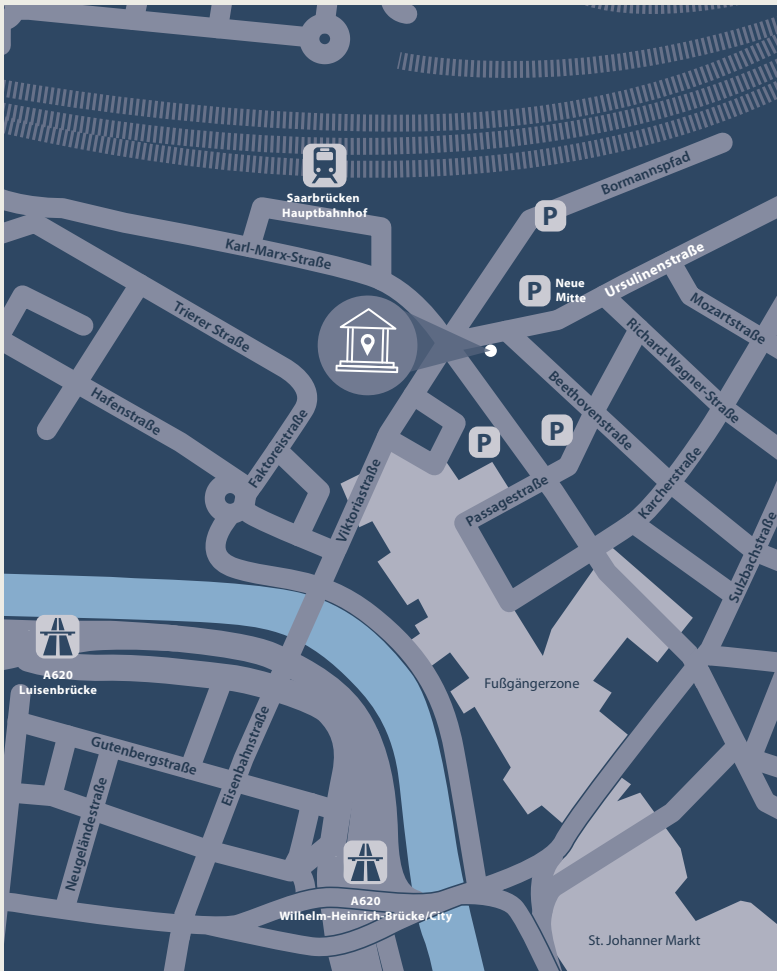 Saarbrücken
Hauptbahnhof
Bormannspfad
P
Karl-Marx-Straße
Ursulinenstraße
P
Neue
Mitte
Mozartstraße
Trierer Straße
Richard-Wagner-Straße
Beethovenstraße
Hafenstraße
Faktoreistraße
P
P
Viktoriastraße
Passagestraße
Karcherstraße
Sulzbachstraße
A620
Luisenbrücke
Fußgängerzone
Gutenbergstraße
Eisenbahnstraße
Neugeländestraße
A620
Wilhelm-Heinrich-Brücke/City
St. Johanner Markt